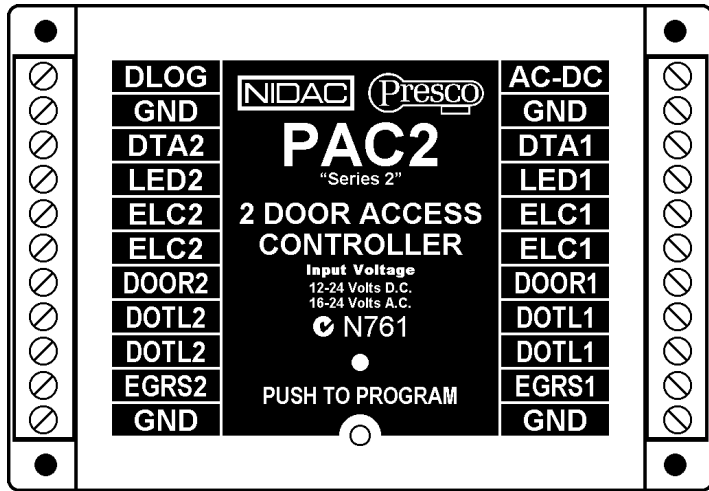 DLOG
GND
DTA2
LED2
ELC2
ELC2
DOOR2
DOTL2
DOTL2
EGRS2
GND
NIDAC Presco
PAC2
"Series 2"
2 DOOR ACCESS
CONTROLLER
Input Voltage
12-24 Volts D.C.
16-24 Volts A.C.
N761
PUSH TO PROGRAM
AC-DC
GND
DTA1
LED1
ELC1
ELC1
DOOR1
DOTL1
DOTL1
EGRS1
GND